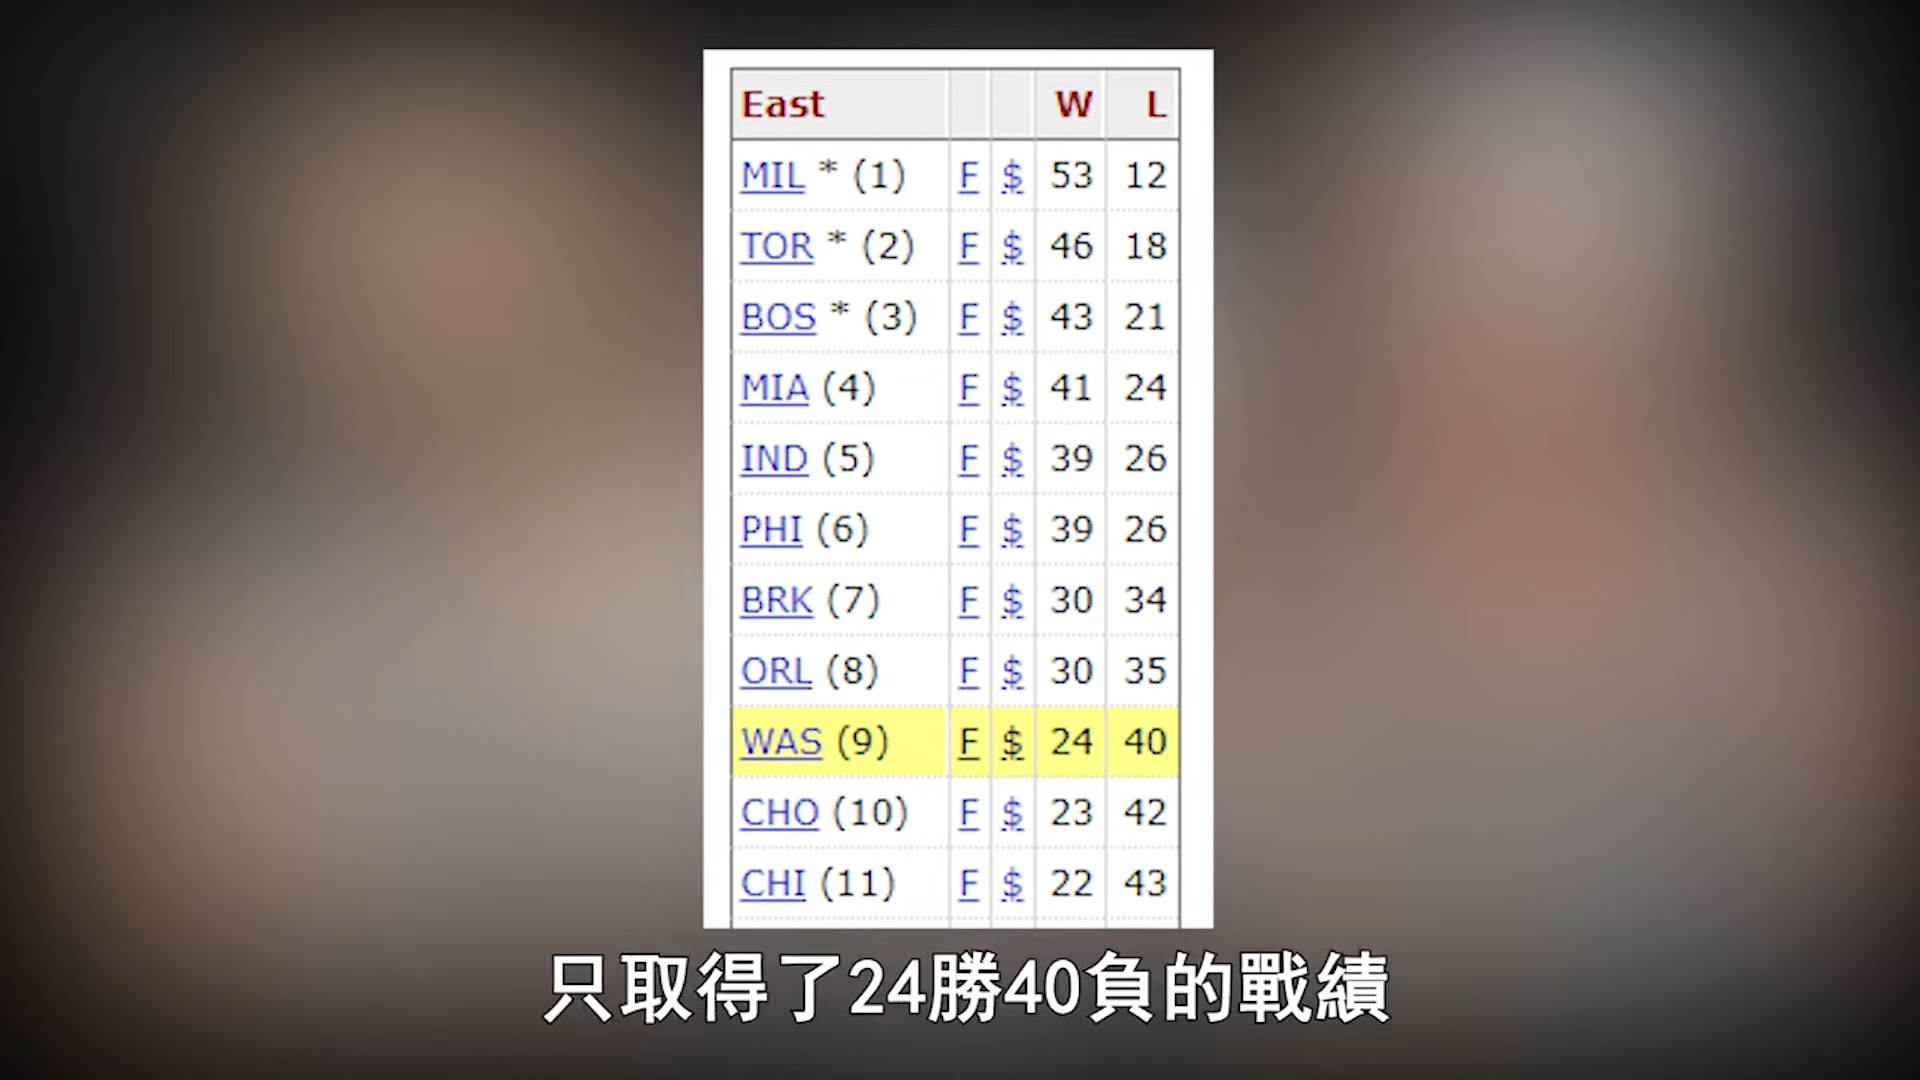 East W L
MIL * (1) F $ 53 12
TOR * (2) F $ 46 18
BOS * (3) F $ 43 21
MIA (4) F $ 41 24
IND (5) F $ 39 26
PHI (6) F $ 39 26
BRK (7) F $ 30 34
ORL (8) F $ 30 35
WAS (9) F $ 24 40
CHO (10) F $ 23 42
CHI (11) F $ 22 43
只取得了24勝40負的戰績